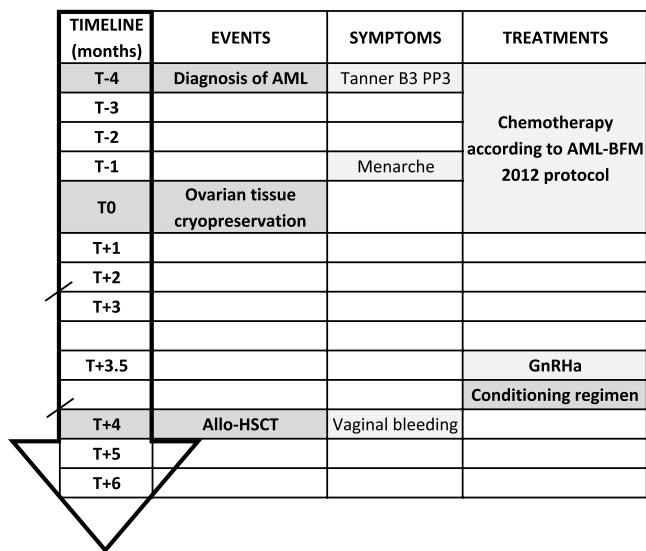 TIMELINE
(months)
EVENTS
SYMPTOMS
TREATMENTS
T-4
Diagnosis of AML
Tanner B3 PP3
Chemotherapy
according to AML-BFM
2012 protocol
T-3
T-2
T-1
Menarche
T0
Ovarian tissue
cryopreservation
T+1
T+2
T+3
T+3.5
GnRHa
Conditioning regimen
T+4
Allo-HSCT
Vaginal bleeding
T+5
T+6